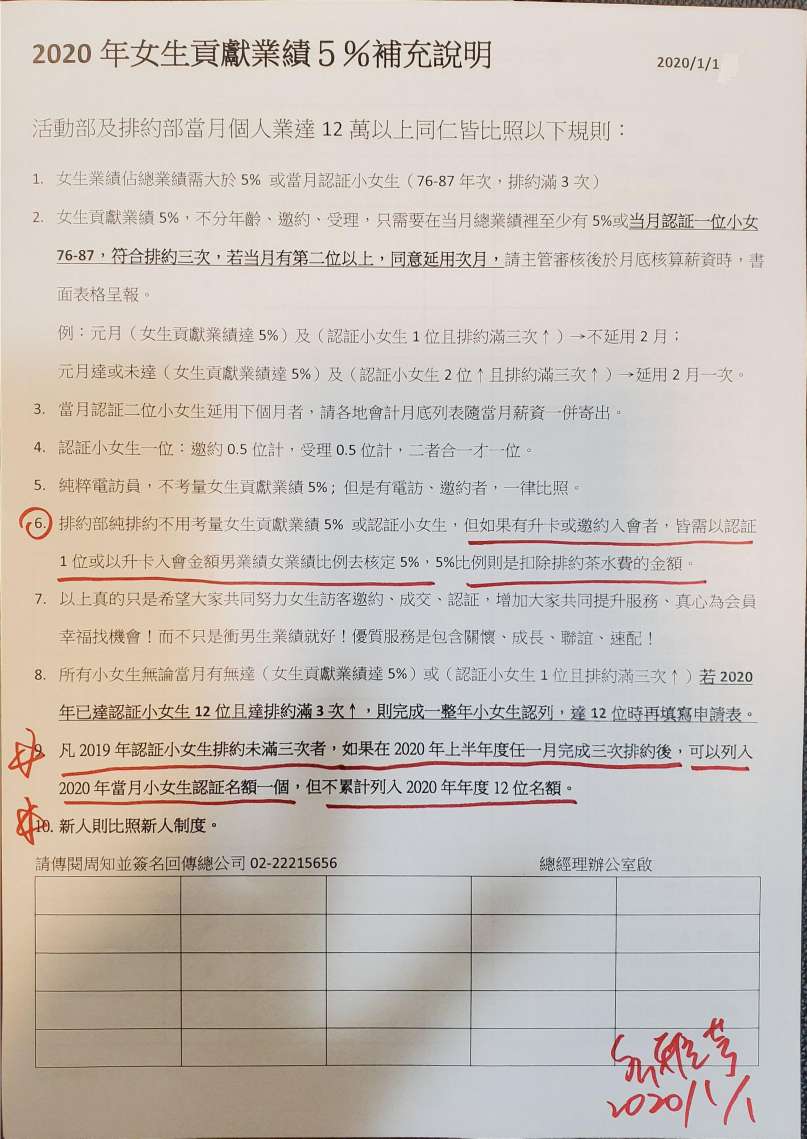 2020 年女生貢獻業績５％補充說明
2020/1/1
活動部及排約部當月個人業達 12 萬以上同仁皆比照以下規則：
1. 女生業績佔總業績需大於 5% 或當月認証小女生（76-87 年次，排約滿 3 次）
2. 女生貢獻業績 5%，不分年齡、邀約、受理，只需要在当月總業績裡至少有 5%或当月認証一位小女
76-87，符合排約三次，若當月有第二位以上，同意延用次月，請主管審核後於月底核算薪資時，書
面表格呈報。
例：元月（女生貢獻業績達 5%）及（認証小女生 1 位且排約滿三次↑）→不延用 2 月；
元月達或未達（女生貢獻業績達 5%）及（認証小女生 2 位↑且排約滿三次↑）→延用 2 月一次。
3. 當月認証二位小女生延用下個月者，請各地會計月底列表隨當月薪資一併寄出。
4. 認証小女生一位：邀約 0.5 位計，受理 0.5 位計，二者合一才一位。
5. 純粹電訪員，不考量女生貢獻業績 5%；但是有電訪、邀約者，一律比照。
6. 排約部純排約不用考量女生貢獻業績 5% 或認証小女生，但如果有升卡或邀約入會者，皆需以認証
1 位或以升卡入會金額男業績女業績比例去核定 5%，5%比例則是扣除排約茶水費的金額。
7. 以上真的只是希望大家共同努力女生訪客邀約、成交、認証，增加大家共同提升服務、真心為会員
幸福找機會！而不只是衝男生業績就好！優質服務是包含關懷、成長、聯誼、速配！
8. 所有小女生無論當月有無達（女生貢獻業績達 5%）或（認証小女生 1 位且排約滿三次↑）若 2020
年已達認証小女生 12 位且達排約滿 3 次↑，則完成一整年小女生認列，達 12 位時再填寫申請表。
9. 凡 2019 年認証小女生排約未滿三次者，如果在 2020 年上半年度任一月完成三次排約後，可以列入
2020 年當月小女生認証名額一個，但不累計列入 2020 年年度 12 位名額。
10. 新人則比照新人制度。
請傳閱周知並簽名回傳總公司 02-22215656
總經理辦公室啟
2020/1/1